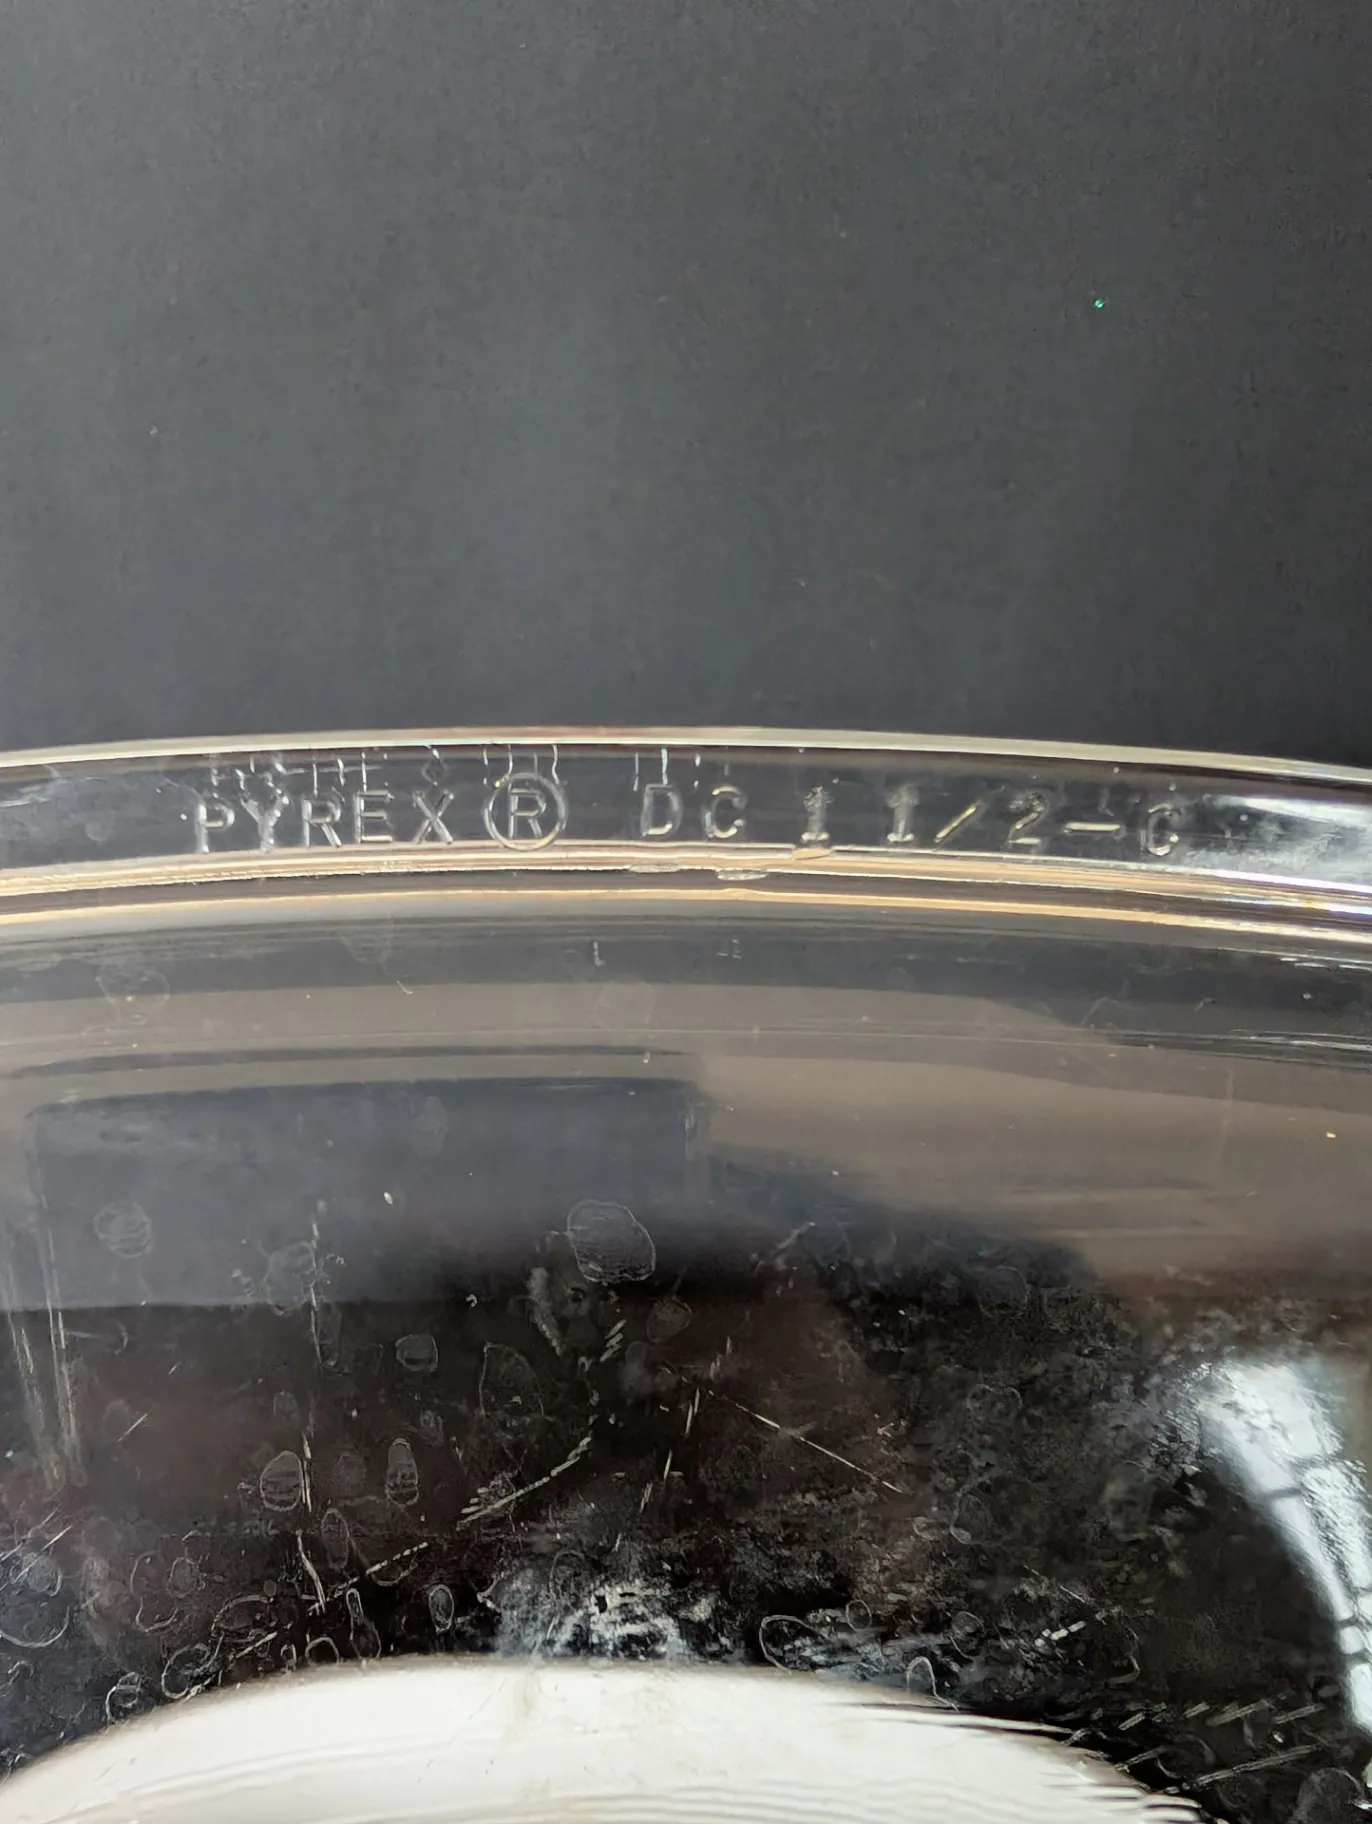 PYREX ® DC 1 1/2-C